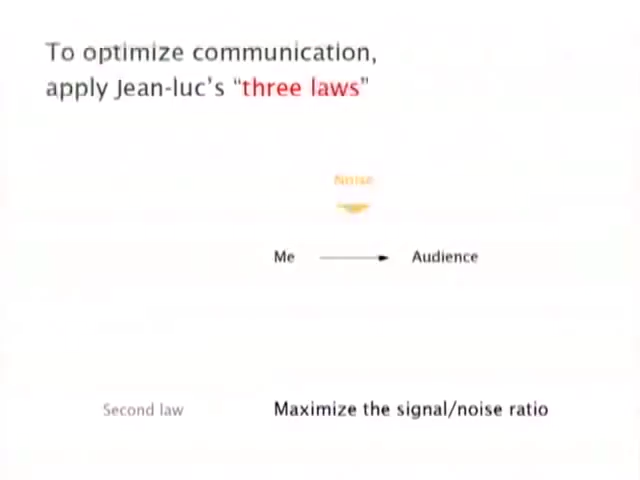 To optimize communication,
apply Jean-luc's "three laws"
Noise
Me
Audience
Second law
Maximize the signal/noise ratio